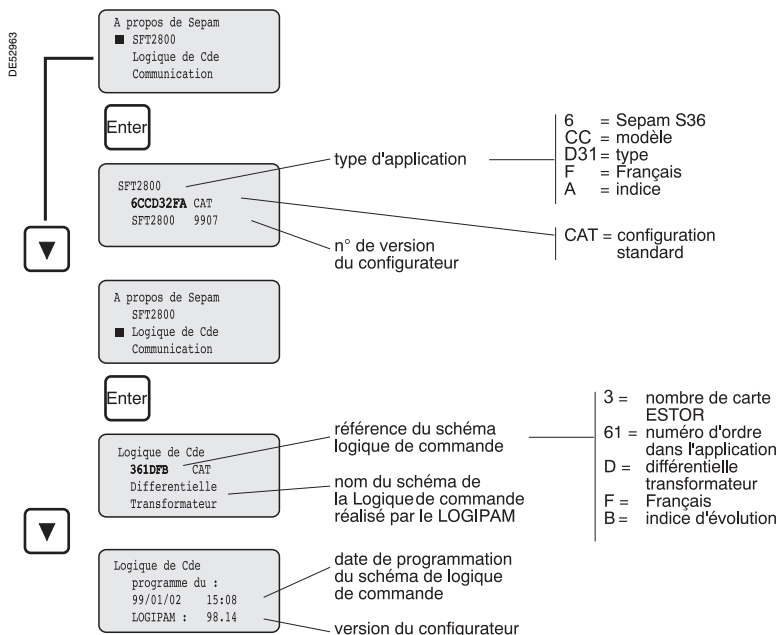 DE52963
A propos de Sepam
SFT2800
Logique de Cde
Communication
Enter
SFT2800
6CCD32FA CAT
SFT2800 9907
type d'application
6 = Sepam S36
CC = modèle
D31= type
F = Français
A = indice
n° de version
du configurateur
CAT = configuration
standard
A propos de Sepam
SFT2800
Logique de Cde
Communication
Enter
Logique de Cde
361DFB CAT
Differentielle
Transformateur
référence du schéma
logique de commande
nom du schéma de
la Logique de commande
réalisé par le LOGIPAM
3 = nombre de carte
ESTOR
61 = numéro d'ordre
dans l'application
D = différentielle
transformateur
F = Français
B = indice d'évolution
Logique de Cde
programme du :
99/01/02 15:08
LOGIPAM : 98.14
date de programmation
du schéma de logique
de commande
version du configurateur